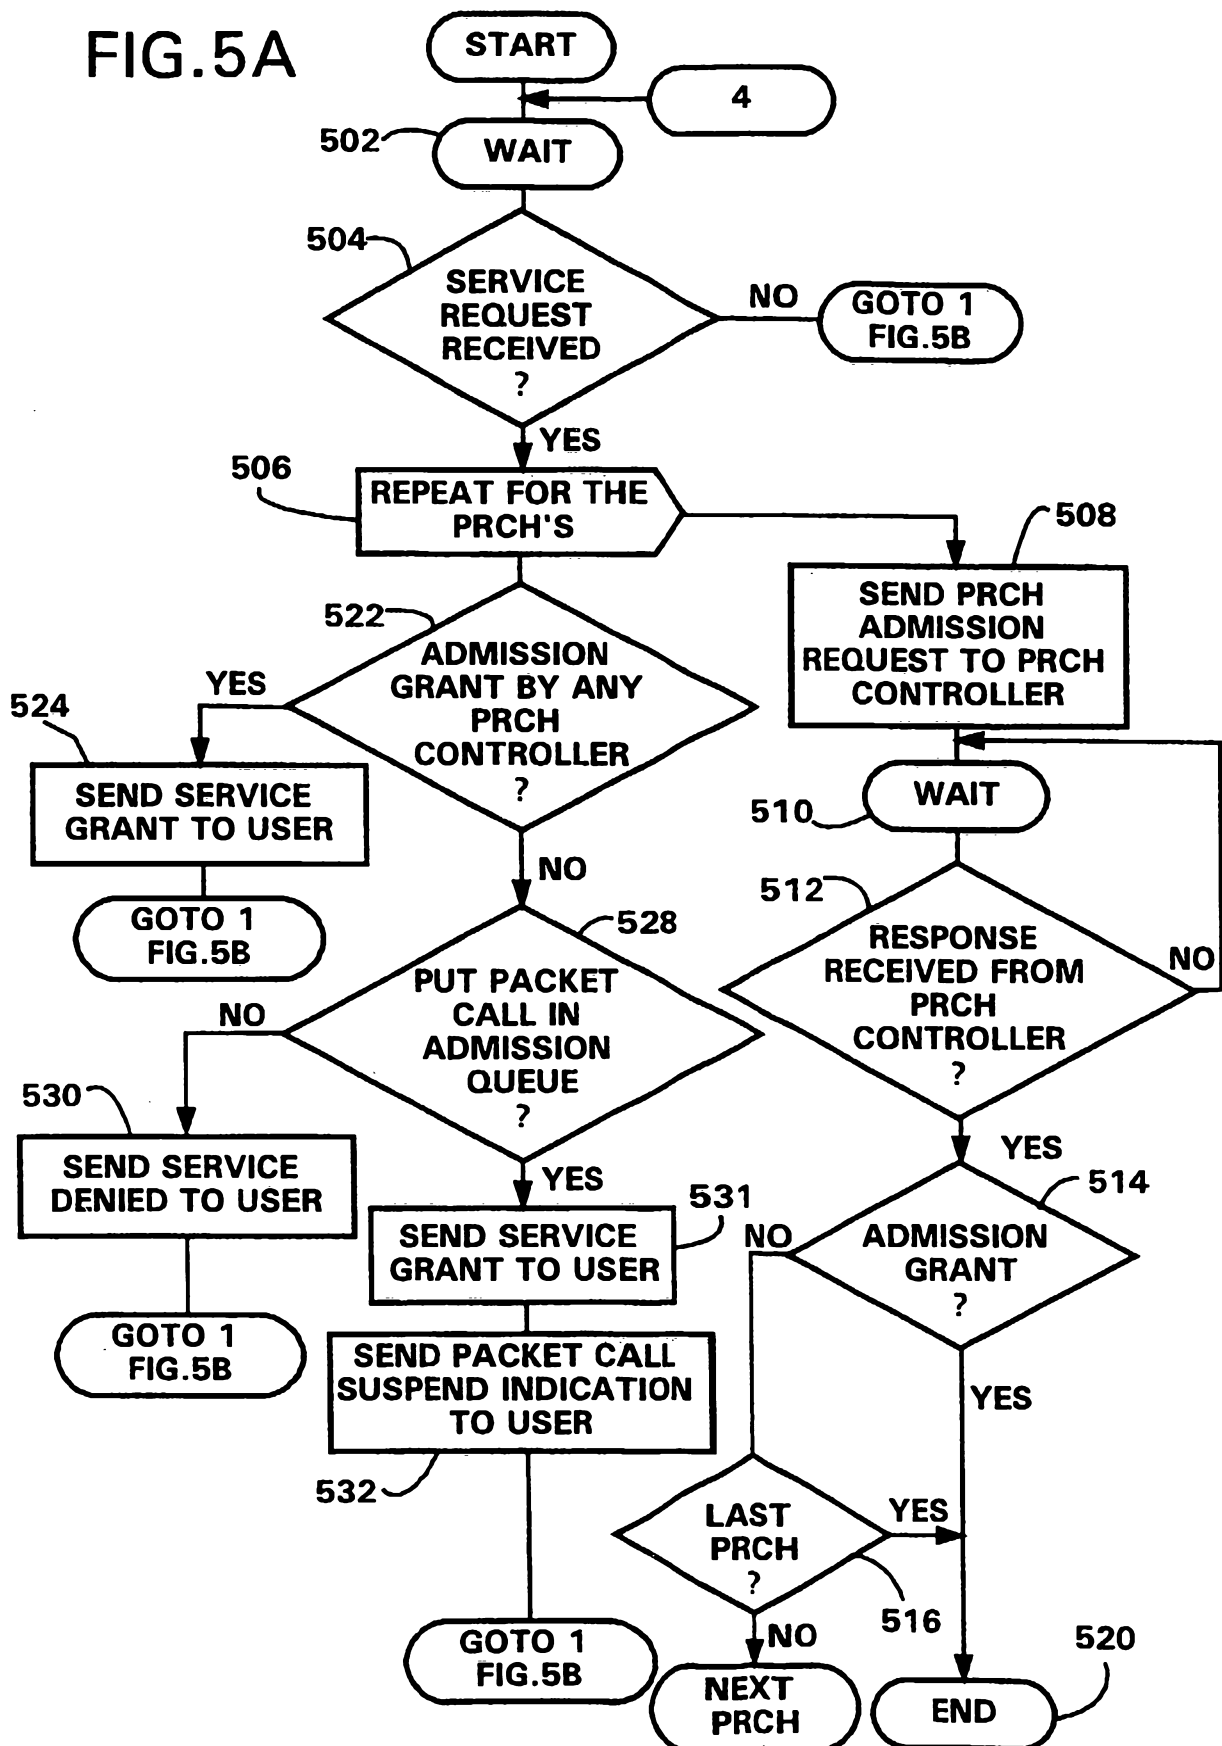 FIG.5A
START
4
502
WAIT
504
SERVICE
REQUEST
RECEIVED
?
NO
GOTO 1
FIG.5B
YES
506
REPEAT FOR THE
PRCH'S
508
SEND PRCH
ADMISSION
REQUEST TO PRCH
CONTROLLER
522
ADMISSION
GRANT BY ANY
PRCH
CONTROLLER
?
YES
524
SEND SERVICE
GRANT TO USER
GOTO 1
FIG.5B
NO
510
WAIT
512
RESPONSE
RECEIVED FROM
PRCH
CONTROLLER
?
NO
528
PUT PACKET
CALL IN
ADMISSION
QUEUE
?
NO
530
SEND SERVICE
DENIED TO USER
GOTO 1
FIG.5B
YES
531
SEND SERVICE
GRANT TO USER
SEND PACKET CALL
SUSPEND INDICATION
TO USER
532
GOTO 1
FIG.5B
YES
514
ADMISSION
GRANT
?
NO
YES
LAST
PRCH
?
YES
516
NO
NEXT
PRCH
520
END